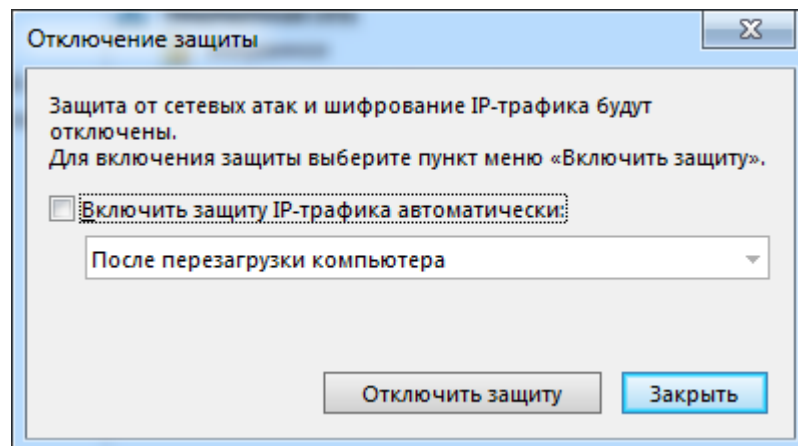 Отключение защиты
Защита от сетевых атак и шифрование IP-трафика будут
отключены.
Для включения защиты выберите пункт меню «Включить защиту».
Включить защиту IP-трафика автоматически:
После перезагрузки компьютера
Отключить защиту
Закрыть